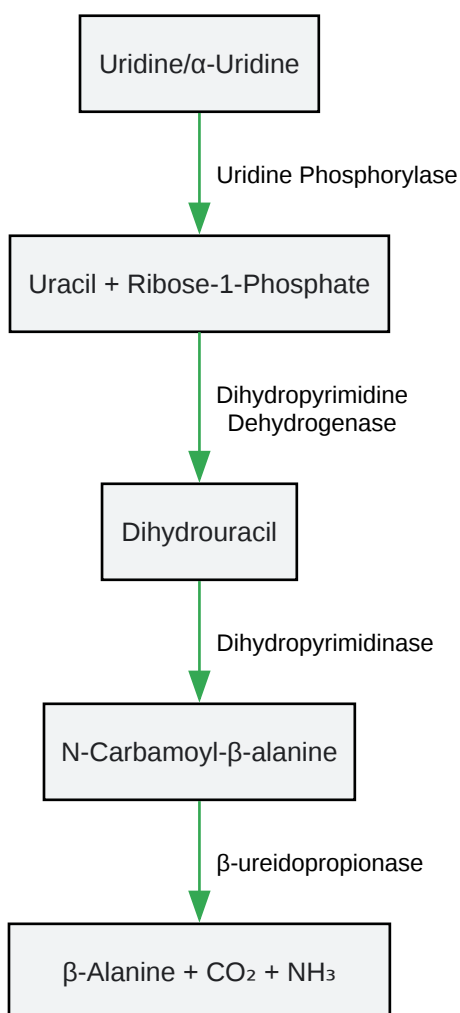 Uridine/α-Uridine
Uridine Phosphorylase
Uracil + Ribose-1-Phosphate
Dihydropyrimidine
Dehydrogenase
Dihydrouracil
Dihydropyrimidinase
N-Carbamoyl-β-alanine
β-ureidopropionase
β-Alanine + CO₂ + NH₃